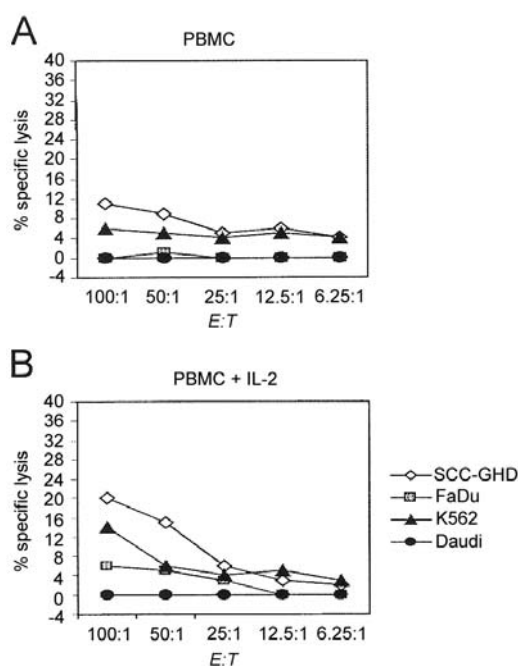 A
PBMC
% specific lysis
40
36
32
28
24
20
16
12
8
4
0
-4
100:1 50:1 25:1 12.5:1 6.25:1
E:T
B
PBMC + IL-2
% specific lysis
40
36
32
28
24
20
16
12
8
4
0
-4
100:1 50:1 25:1 12.5:1 6.25:1
E:T
SCC-GHD
FaDu
K562
Daudi